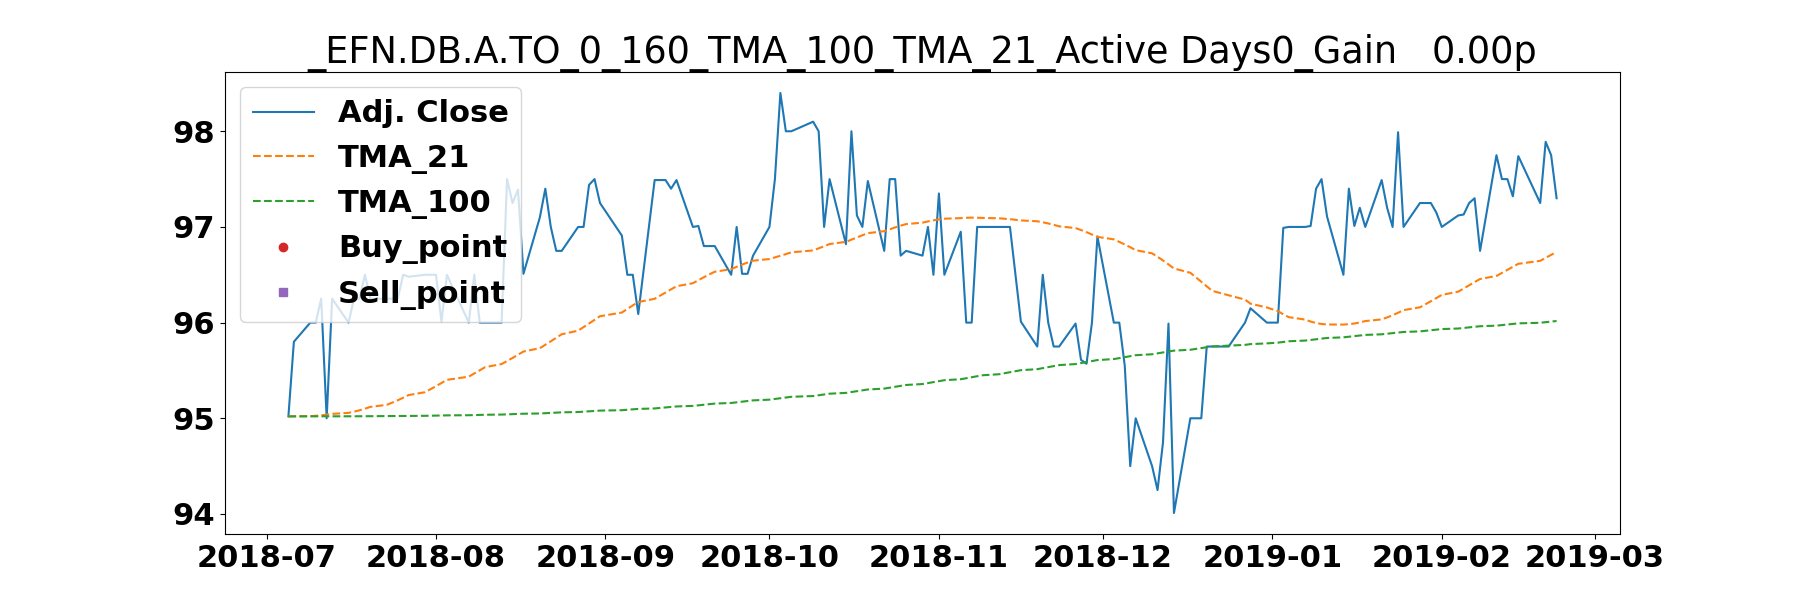 _EFN.DB.A.TO_0_160_TMA_100_TMA_21_Active Days0_Gain   0.00p
Adj. Close
TMA_21
TMA_100
Buy_point
Sell_point
98
97
96
95
94
2018-07 2018-08 2018-09 2018-10 2018-11 2018-12 2019-01 2019-02 2019-03